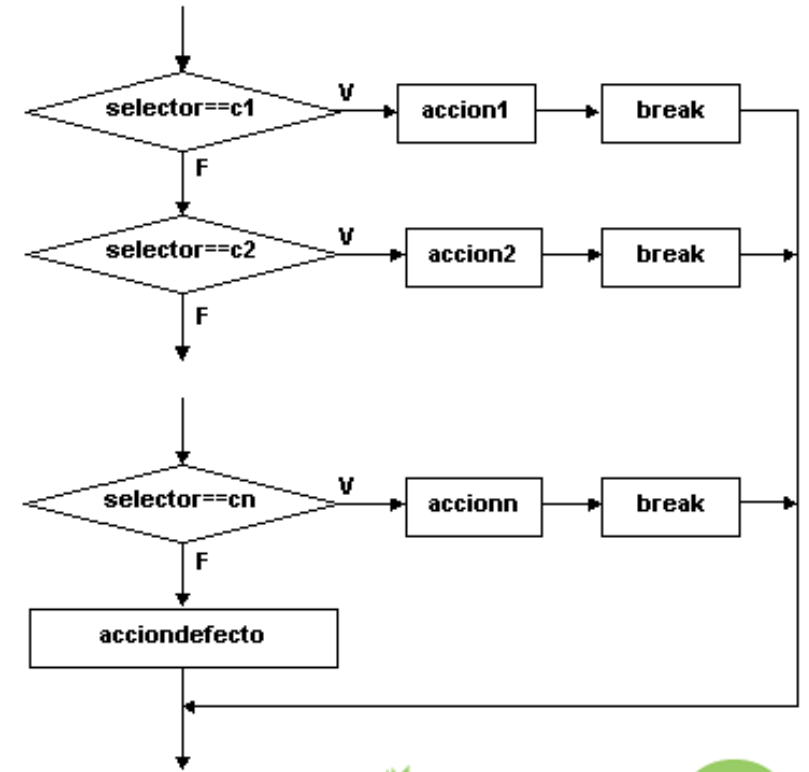 V
selector==c1
accion1
break
F
V
selector==c2
accion2
break
F
V
selector==cn
accionn
break
F
acciondefecto